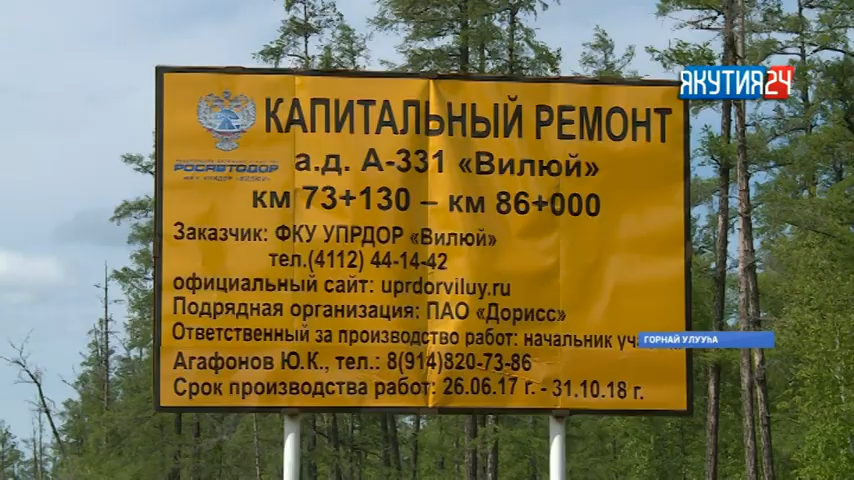 ЯКУТИЯ24
КАПИТАЛЬНЫЙ РЕМОНТ
РОСАВТОДОР
а.д. А-331 «Вилюй»
км 73+130 – км 86+000
Заказчик: ФКУ УПРДОР «Вилюй»
тел.(4112) 44-14-42
официальный сайт: uprdorviluy.ru
Подрядная организация: ПАО «Дорисс»
Ответственный за производство работ: начальник
ГОРНАЙ УЛУУҺА
Агафонов Ю.К., тел.: 8(914)820-73-86
Срок производства работ: 26.06.17 г. - 31.10.18 г.